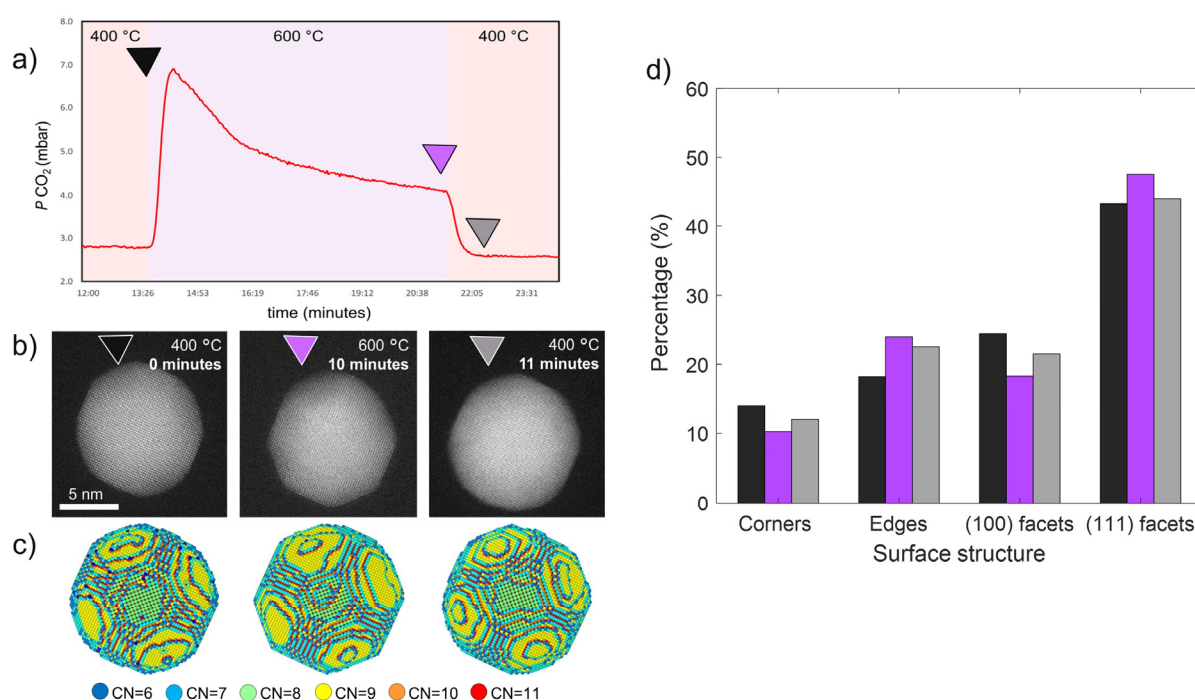 a)
400 °C
600 °C
400 °C
8.0
7.0
6.0
5.0
4.0
3.0
2.0
P CO₂ (mbar)
12:00 13:26 14:53 16:19 17:46 19:12 20:38 22:05 23:31
time (minutes)
b)
400 °C
0 minutes
5 nm
600 °C
10 minutes
400 °C
11 minutes
c)
CN=6 CN=7 CN=8 CN=9 CN=10 CN=11
d)
60
50
40
30
20
10
0
Percentage (%)
Corners Edges (100) facets (111) facets
Surface structure